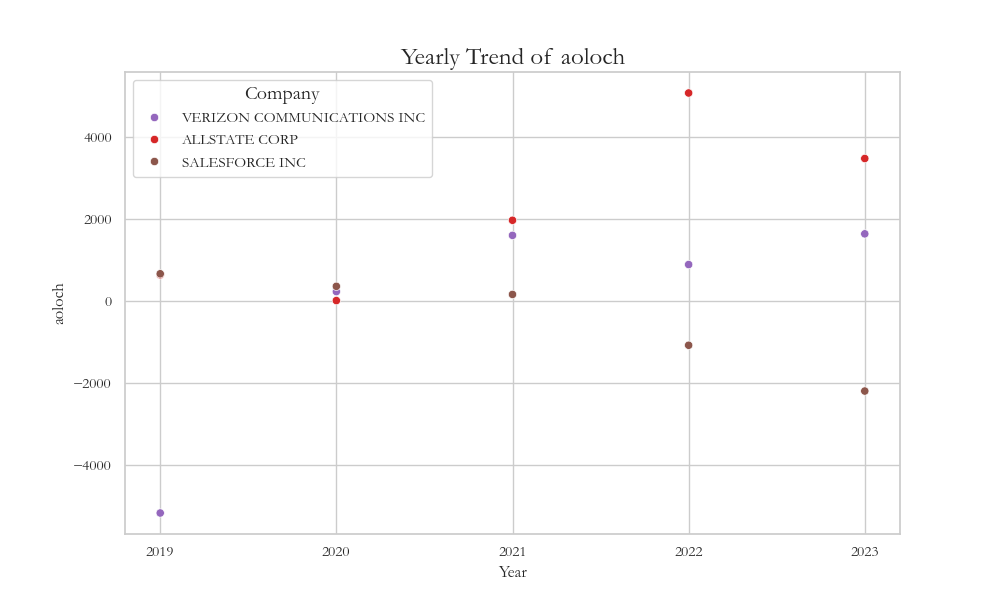 Yearly Trend of aoloch
Company
VERIZON COMMUNICATIONS INC
ALLSTATE CORP
SALESFORCE INC
4000
2000
0
−2000
−4000
aoloch
2019 2020 2021 2022 2023
Year